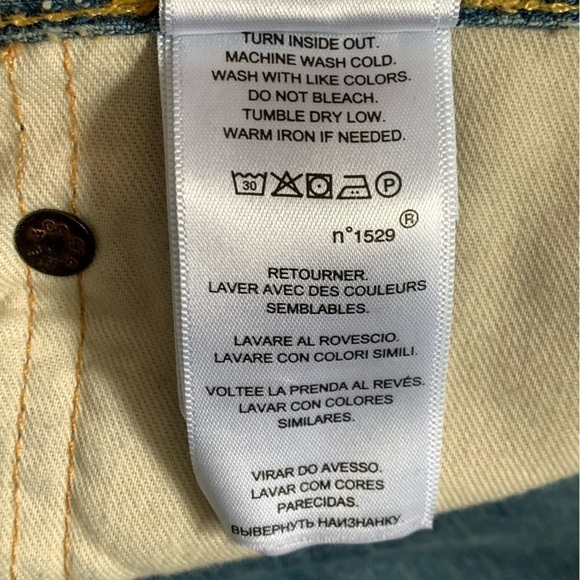 TURN INSIDE OUT.
MACHINE WASH COLD.
WASH WITH LIKE COLORS.
DO NOT BLEACH.
TUMBLE DRY LOW.
WARM IRON IF NEEDED.
30 P
n°1529 ®
RETOURNER.
LAVER AVEC DES COULEURS
SEMBLABLES.
LAVARE AL ROVESCIO.
LAVARE CON COLORI SIMILI.
VOLTEE LA PRENDA AL REVÉS.
LAVAR CON COLORES
SIMILARES.
VIRAR DO AVESSO.
LAVAR COM CORES
PARECIDAS.
ВЫВЕРНУТЬ НАИЗНАНКУ